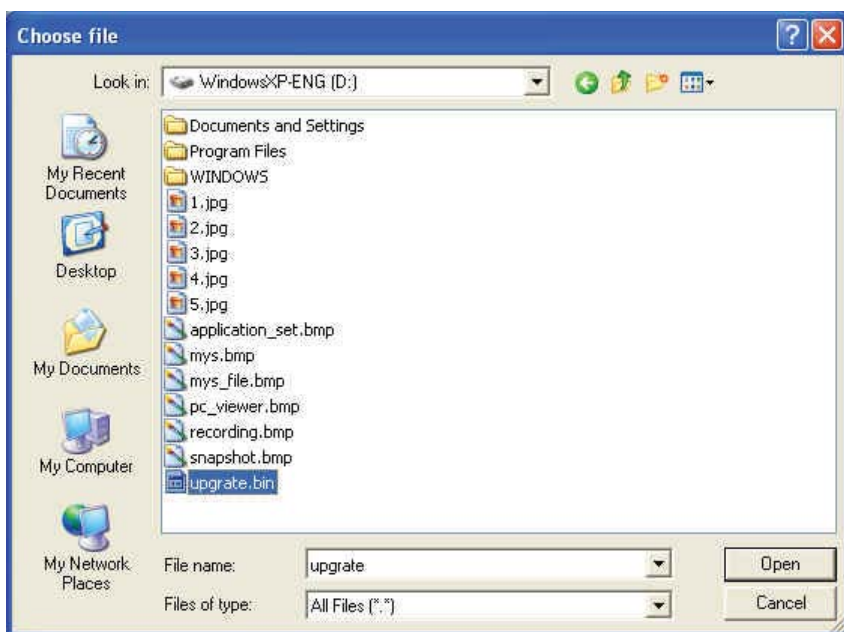 Choose file
Look in: WindowsXP-ENG (D:)
My Recent
Documents
Desktop
My Documents
My Computer
My Network
Places
Documents and Settings
Program Files
WINDOWS
1.jpg
2.jpg
3.jpg
4.jpg
5.jpg
application_set.bmp
mys.bmp
mys_file.bmp
pc_viewer.bmp
recording.bmp
snapshot.bmp
upgrate.bin
File name: upgrate Open
Files of type: All Files (*.*) Cancel